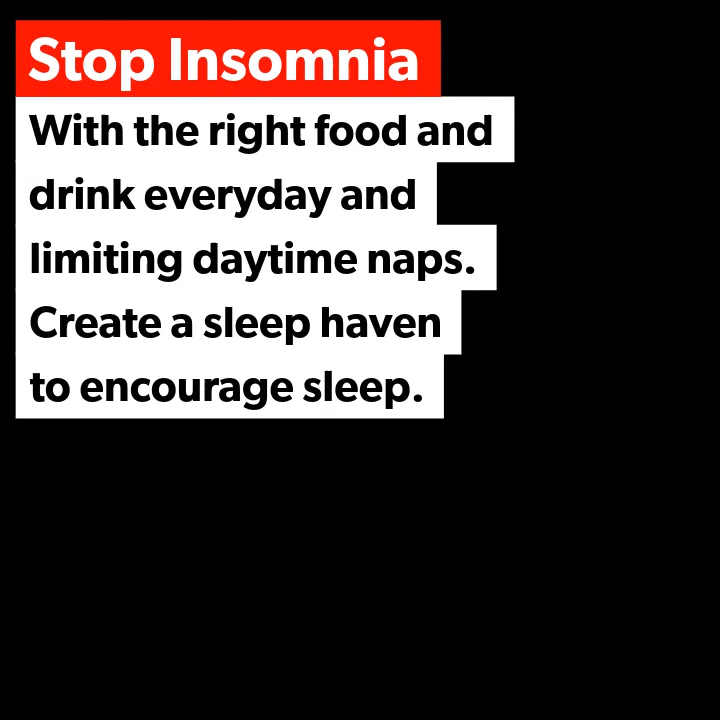 Stop Insomnia
With the right food and
drink everyday and
limiting daytime naps.
Create a sleep haven
to encourage sleep.